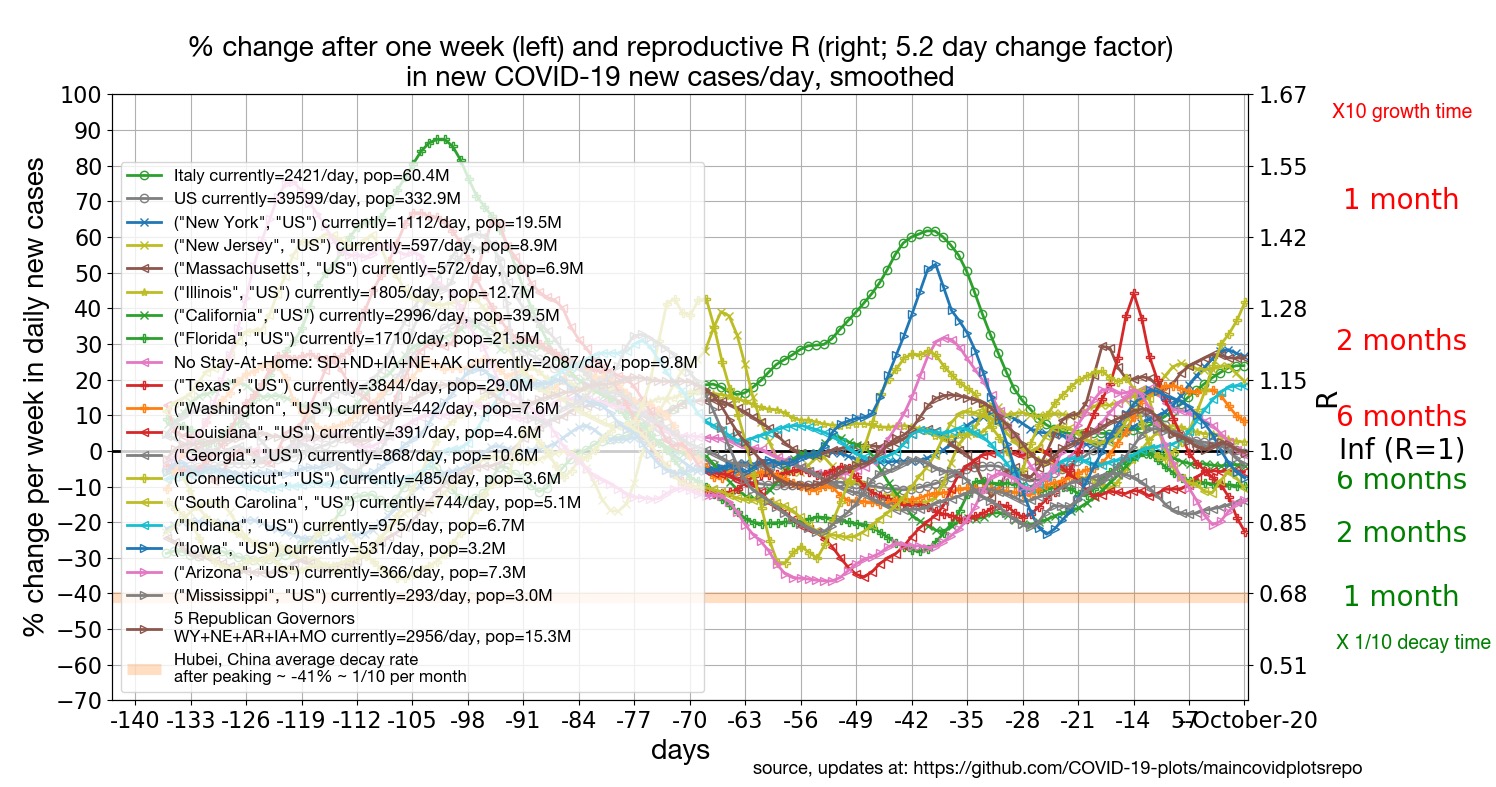 % change after one week (left) and reproductive R (right; 5.2 day change factor)
in new COVID-19 new cases/day, smoothed
% change per week in daily new cases
100
90
80
70
60
50
40
30
20
10
0
−10
−20
−30
−40
−50
−60
−70
Italy currently=2421/day, pop=60.4M
US currently=39599/day, pop=332.9M
("New York", "US") currently=1112/day, pop=19.5M
("New Jersey", "US") currently=597/day, pop=8.9M
("Massachusetts", "US") currently=572/day, pop=6.9M
("Illinois", "US") currently=1805/day, pop=12.7M
("California", "US") currently=2996/day, pop=39.5M
("Florida", "US") currently=1710/day, pop=21.5M
No Stay-At-Home: SD+ND+IA+NE+AK currently=2087/day, pop=9.8M
("Texas", "US") currently=3844/day, pop=29.0M
("Washington", "US") currently=442/day, pop=7.6M
("Louisiana", "US") currently=391/day, pop=4.6M
("Georgia", "US") currently=868/day, pop=10.6M
("Connecticut", "US") currently=485/day, pop=3.6M
("South Carolina", "US") currently=744/day, pop=5.1M
("Indiana", "US") currently=975/day, pop=6.7M
("Iowa", "US") currently=531/day, pop=3.2M
("Arizona", "US") currently=366/day, pop=7.3M
("Mississippi", "US") currently=293/day, pop=3.0M
5 Republican Governors
WY+NE+AR+IA+MO currently=2956/day, pop=15.3M
Hubei, China average decay rate
after peaking ~ -41% ~ 1/10 per month
1.67
1.55
1.42
1.28
1.15
1.0
0.85
0.68
0.51
R
X10 growth time
1 month
2 months
6 months
Inf (R=1)
6 months
2 months
1 month
X 1/10 decay time
-140 -133 -126 -119 -112 -105 -98 -91 -84 -77 -70 -63 -56 -49 -42 -35 -28 -21 -14 October-20
days
source, updates at: https://github.com/COVID-19-plots/maincovidplotsrepo